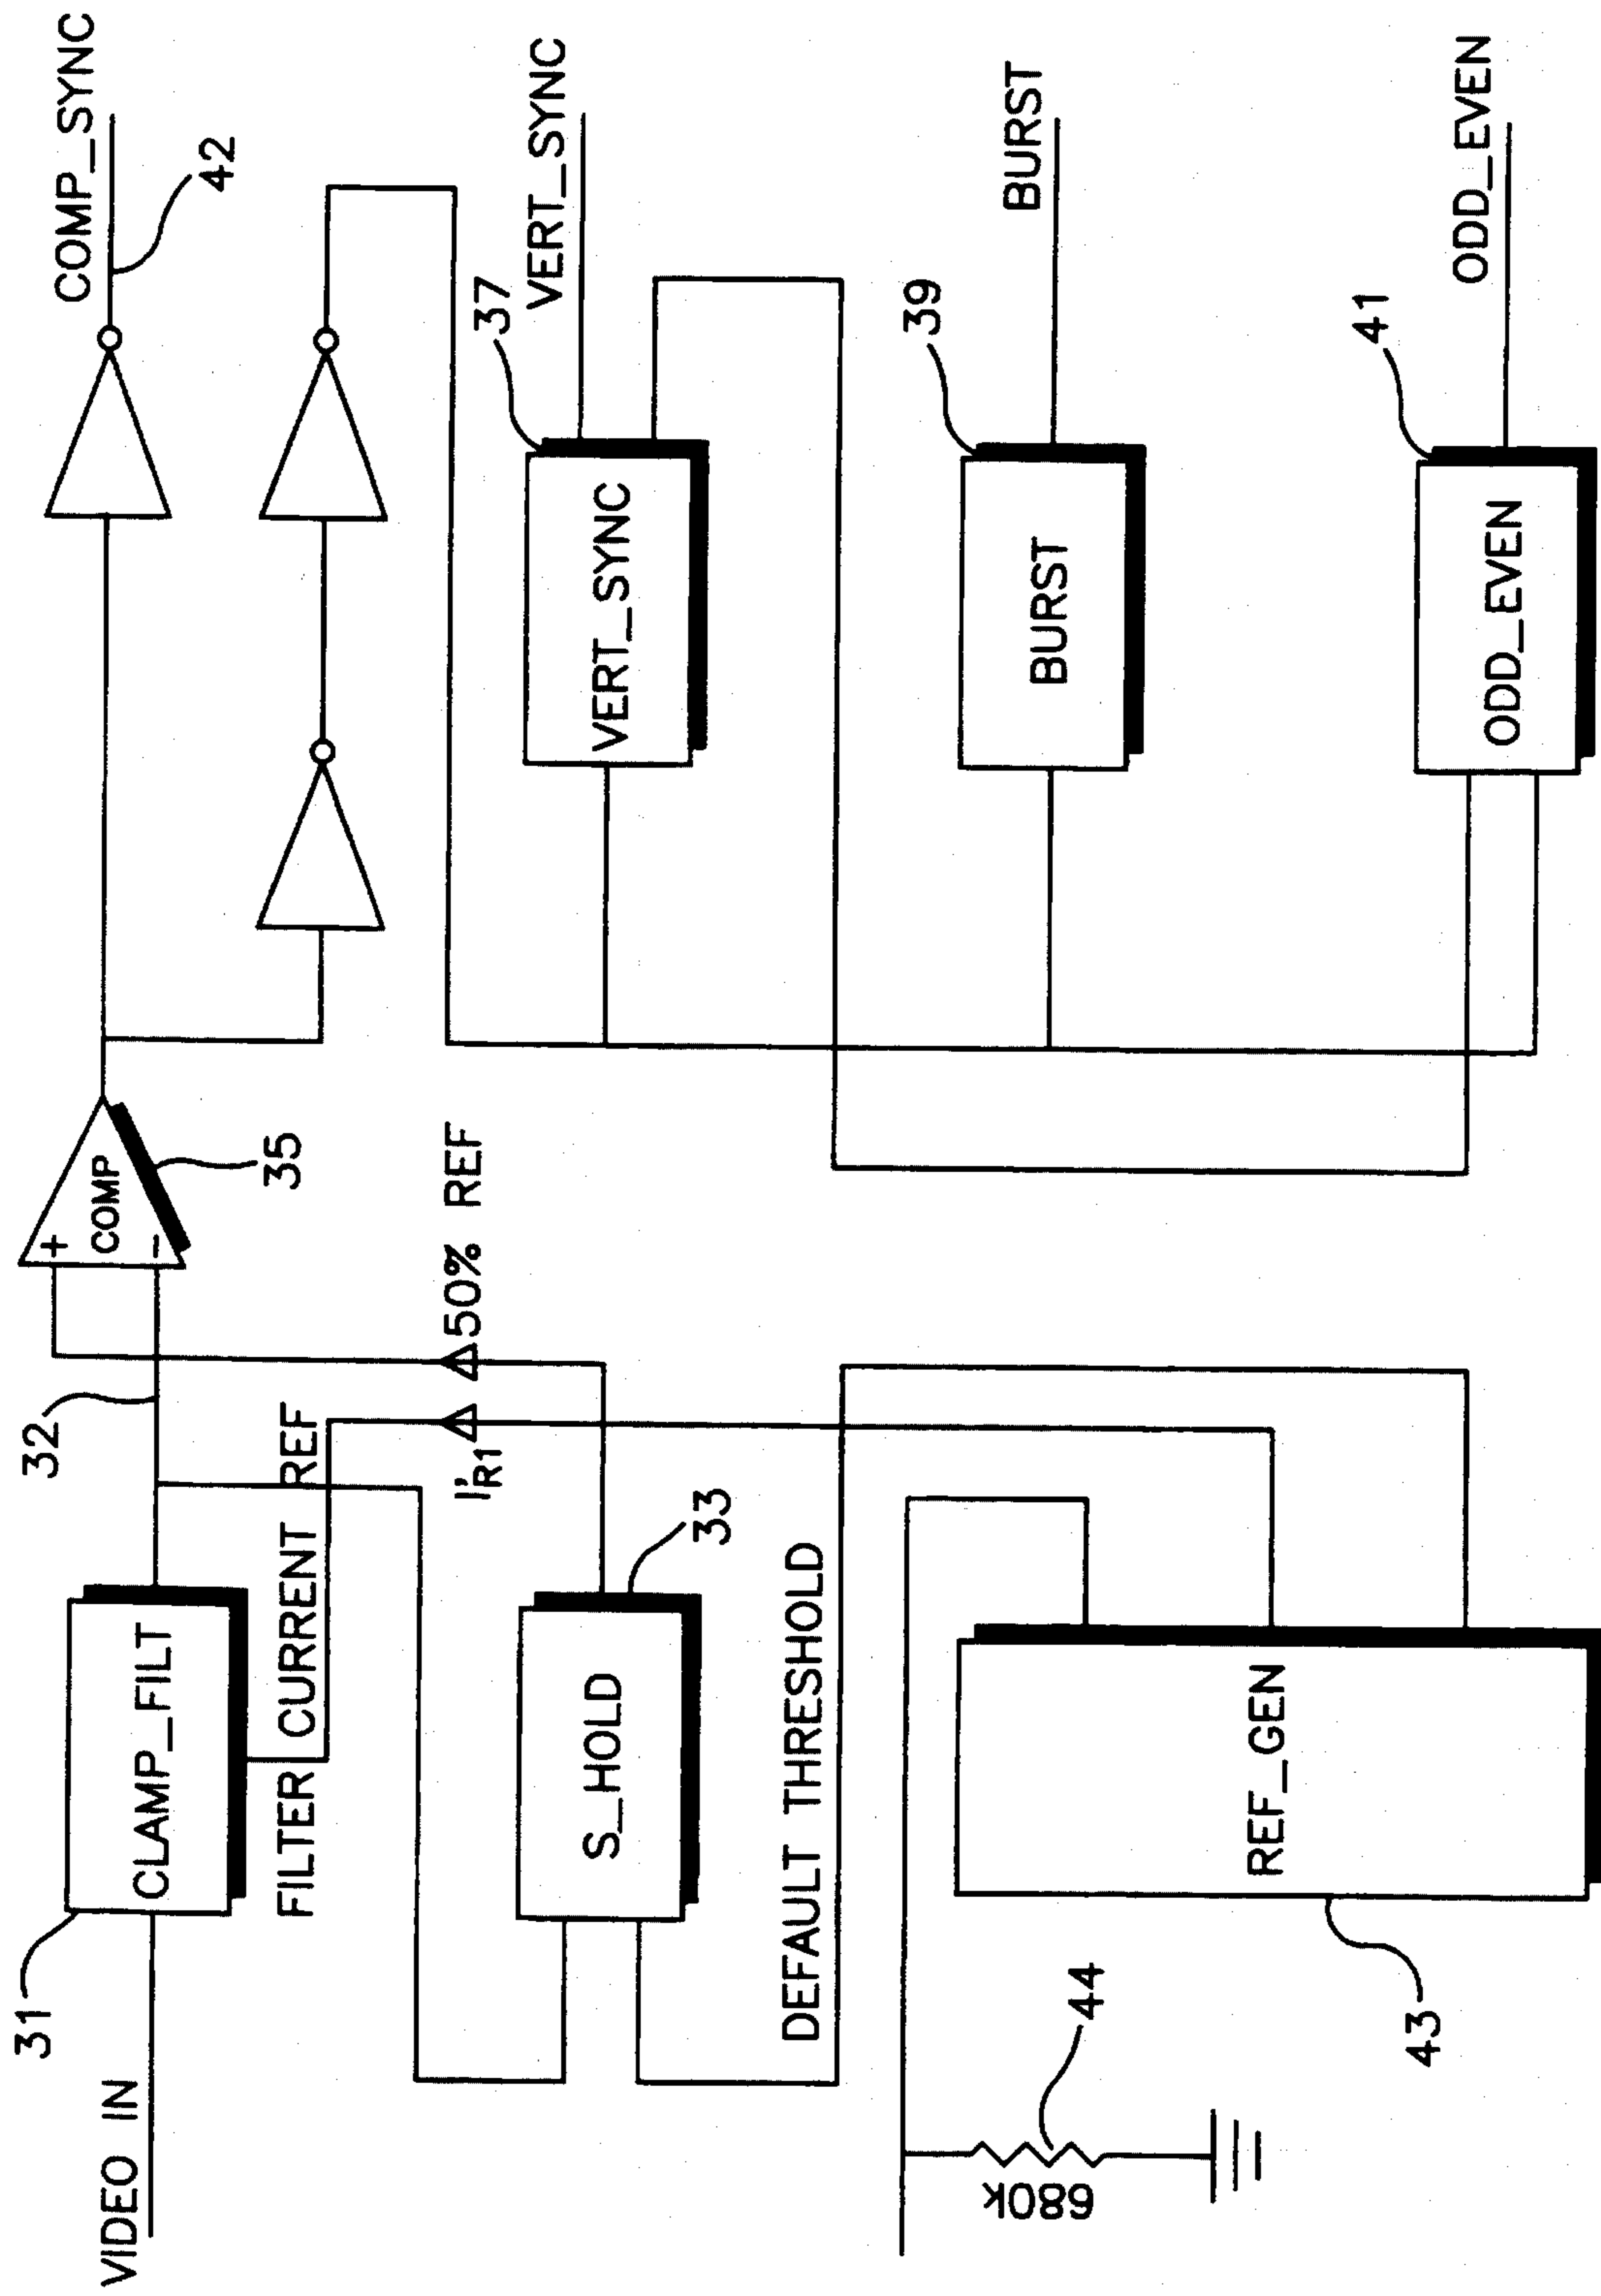 VIDEO IN
31
CLAMP_FILT
32
+
COMP
−
35
COMP_SYNC
42
FILTER CURRENT REF
I'R1
50% REF
S_HOLD
33
37
VERT_SYNC
VERT_SYNC
DEFAULT THRESHOLD
39
BURST
BURST
680k
44
REF_GEN
43
41
ODD_EVEN
ODD_EVEN